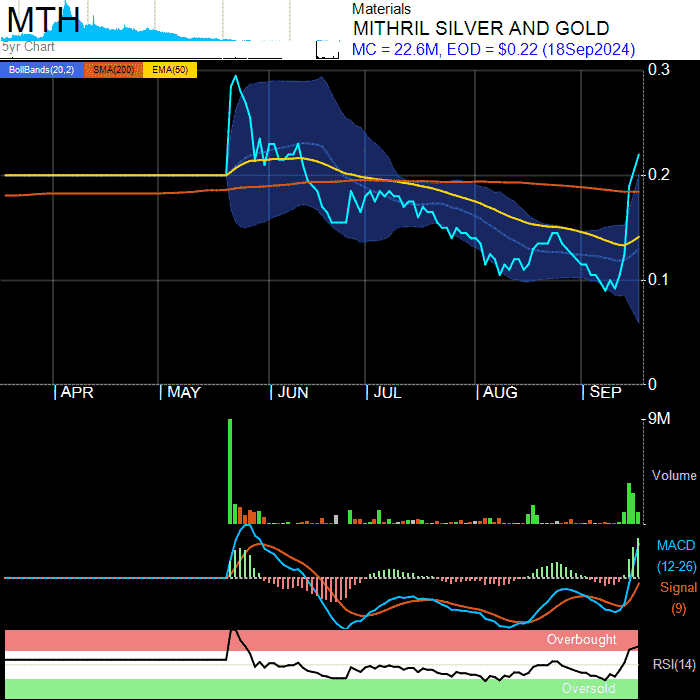 MTH
5yr Chart
Materials
MITHRIL SILVER AND GOLD
MC = 22.6M, EOD = $0.22 (18Sep2024)
BollBands(20,2) SMA(200) EMA(50)
0.3
0.2
0.1
0
APR MAY JUN JUL AUG SEP
9M
Volume
MACD
(12-26)
Signal
(9)
Overbought
RSI(14)
Oversold